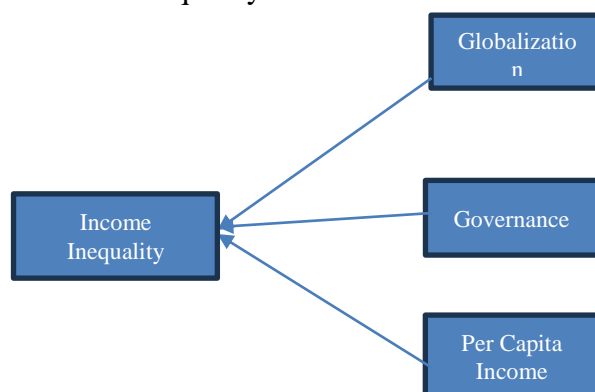 Globalizatio
n
Income
Inequality
Governance
Per Capita
Income